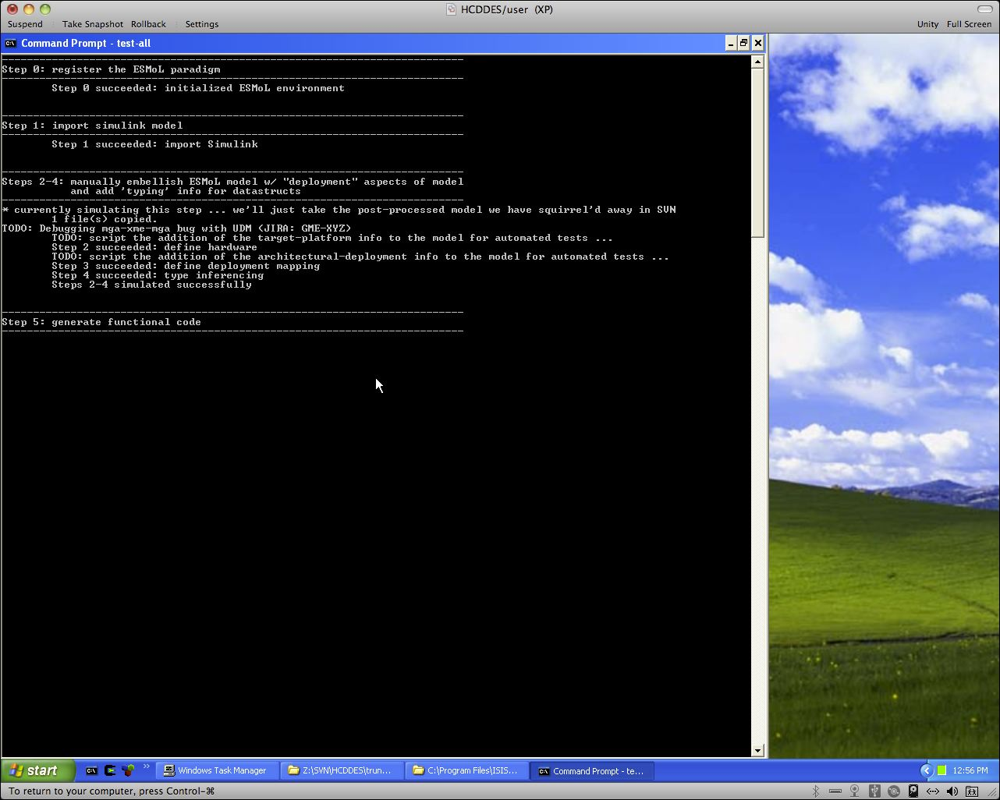 HCDDES/user (XP)
Suspend Take Snapshot Rollback Settings Unity Full Screen
Command Prompt - test-all
Step 0: register the ESMoL paradigm
Step 0 succeeded: initialized ESMoL environment
Step 1: import simulink model
Step 1 succeeded: import Simulink
Steps 2-4: manually embellish ESMoL model w/ "deployment" aspects of model
and add 'typing' info for datastructs
* currently simulating this step ... we'll just take the post-processed model we have squirrel'd away in SVN
1 file(s) copied.
TODO: Debugging mga-xme-mga bug with UDM (JIRA: GME-XYZ)
TODO: script the addition of the target-platform info to the model for automated tests ...
Step 2 succeeded: define hardware
TODO: script the addition of the architectural-deployment info to the model for automated tests ...
Step 3 succeeded: define deployment mapping
Step 4 succeeded: type inferencing
Steps 2-4 simulated successfully
Step 5: generate functional code
start Windows Task Manager Z:\SVN\HCDDES\trun... C:\Program Files\ISIS... Command Prompt - te... 12:56 PM
To return to your computer, press Control-⌘